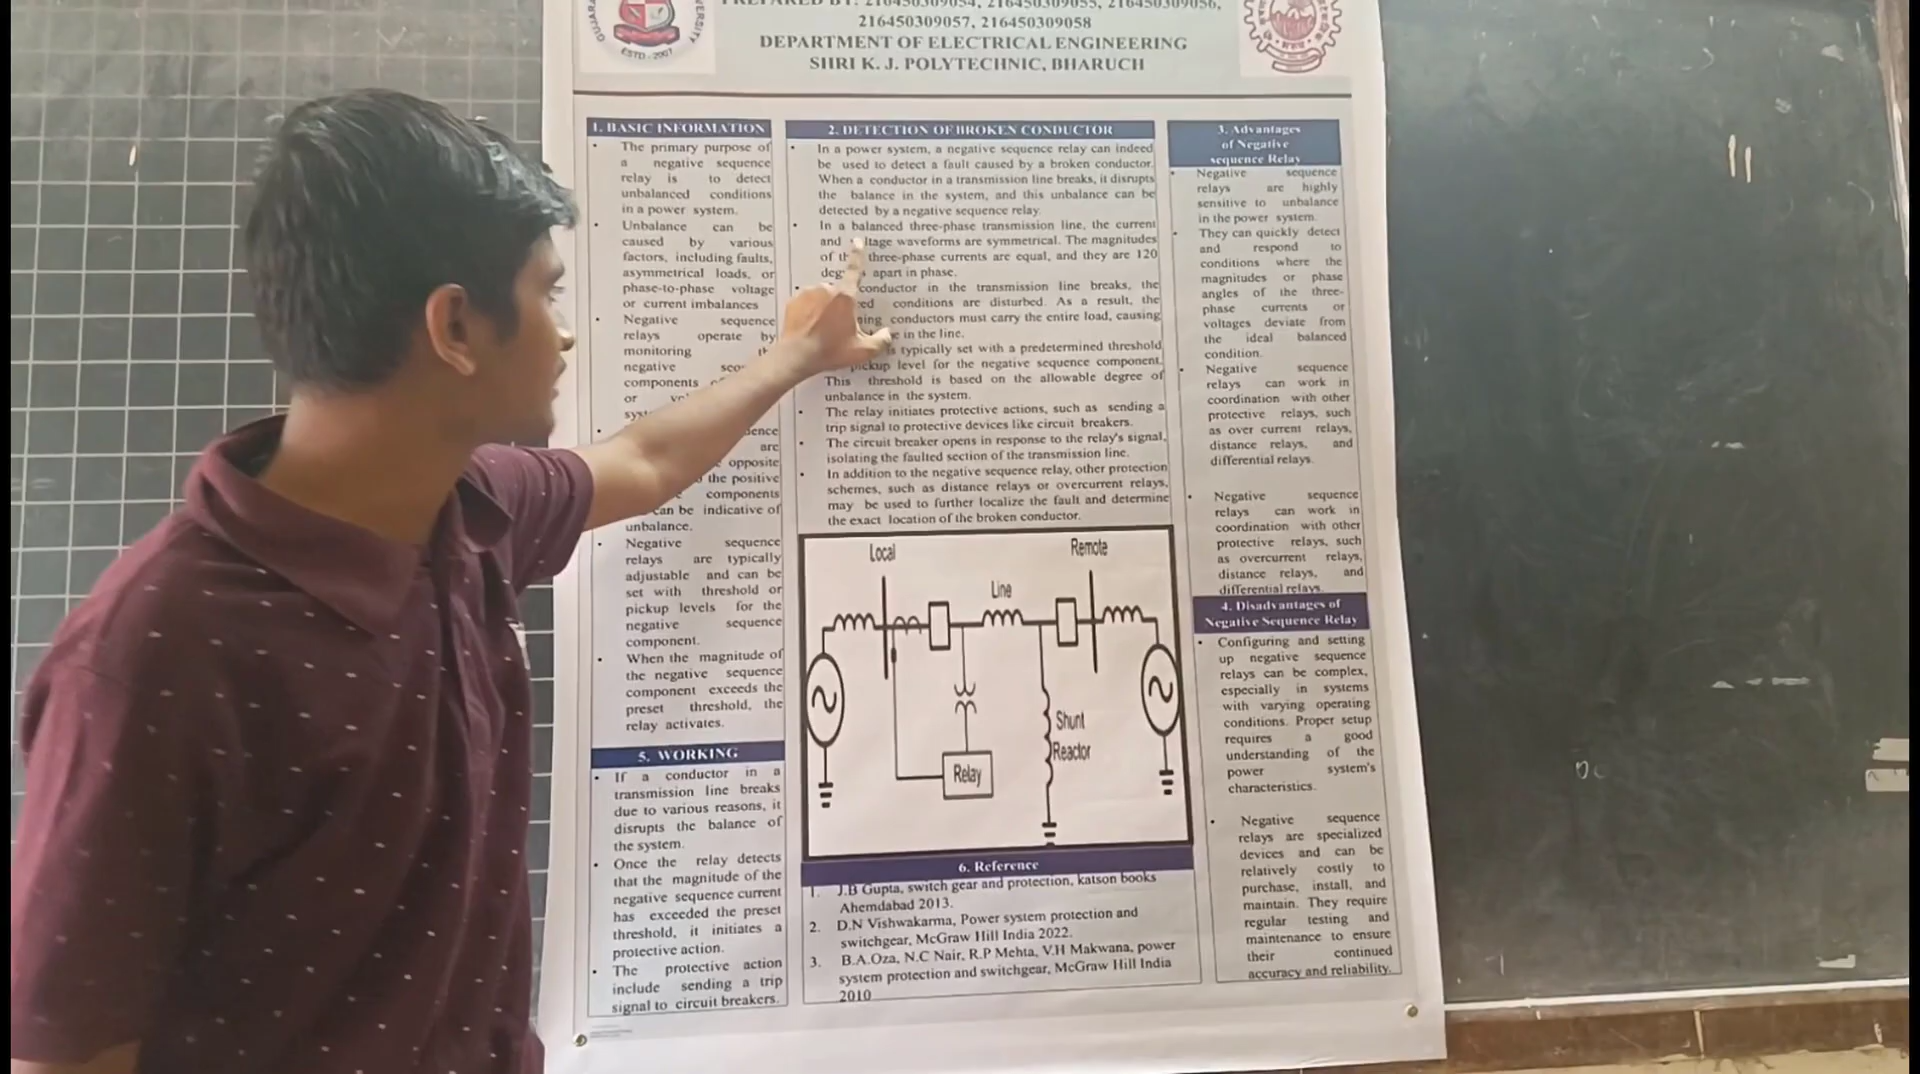 216450309057, 216450309058
DEPARTMENT OF ELECTRICAL ENGINEERING
SHRI K. J. POLYTECHNIC, BHARUCH
ESTD - 2007
1. BASIC INFORMATION
The primary purpose of
a negative sequence
relay is to detect
unbalanced conditions
in a power system.
Unbalance can be
caused by various
factors, including faults,
asymmetrical loads, or
phase-to-phase voltage
or current imbalances
Negative sequence
relays operate by
monitoring
negative
components
or
are
opposite
the positive
components
can be indicative of
unbalance.
Negative sequence
relays are typically
adjustable and can be
set with threshold or
pickup levels for the
negative sequence
component.
When the magnitude of
the negative sequence
component exceeds the
preset threshold, the
relay activates.
5. WORKING
If a conductor in a
transmission line breaks
due to various reasons, it
disrupts the balance of
the system.
Once the relay detects
that the magnitude of the
negative sequence current
has exceeded the preset
threshold, it initiates a
protective action.
The protective action
include sending a trip
signal to circuit breakers.
2. DETECTION OF BROKEN CONDUCTOR
In a power system, a negative sequence relay can indeed
be used to detect a fault caused by a broken conductor.
When a conductor in a transmission line breaks, it disrupts
the balance in the system, and this unbalance can be
detected by a negative sequence relay
In a balanced three-phase transmission line, the current
and waveforms are symmetrical. The magnitudes
of three-phase currents are equal, and they are 120
apart in phase.
conductor in the transmission line breaks, the
conditions are disturbed. As a result, the
conductors must carry the entire load, causing
in the line.
is typically set with a predetermined threshold
pickup level for the negative sequence component.
This threshold is based on the allowable degree of
unbalance in the system.
The relay initiates protective actions, such as sending a
trip signal to protective devices like circuit breakers.
The circuit breaker opens in response to the relay's signal,
isolating the faulted section of the transmission line.
In addition to the negative sequence relay, other protection
schemes, such as distance relays or overcurrent relays,
may be used to further localize the fault and determine
the exact location of the broken conductor.
Local
Remote
Line
Shunt
Reactor
Relay
6. Reference
1. J.B Gupta, switch gear and protection, katson books
Ahemdabad 2013.
2. D.N Vishwakarma, Power system protection and
switchgear, McGraw Hill India 2022.
3. B.A.Oza, N.C Nair, R.P Mehta, V.H Makwana, power
system protection and switchgear, McGraw Hill India
2010
3. Advantages
of Negative
sequence Relay
Negative sequence
relays are highly
sensitive to unbalance
in the power system.
They can quickly detect
and respond to
conditions where the
magnitudes or phase
angles of the three-
phase currents or
voltages deviate from
the ideal balanced
condition.
Negative sequence
relays can work in
coordination with other
protective relays, such
as over current relays,
distance relays, and
differential relays.
Negative sequence
relays can work in
coordination with other
protective relays, such
as overcurrent relays,
distance relays, and
differential relays.
4. Disadvantages of
Negative Sequence Relay
Configuring and setting
up negative sequence
relays can be complex,
especially in systems
with varying operating
conditions. Proper setup
requires a good
understanding of the
power system's
characteristics.
Negative sequence
relays are specialized
devices and can be
relatively costly to
purchase, install, and
maintain. They require
regular testing and
maintenance to ensure
their continued
accuracy and reliability.